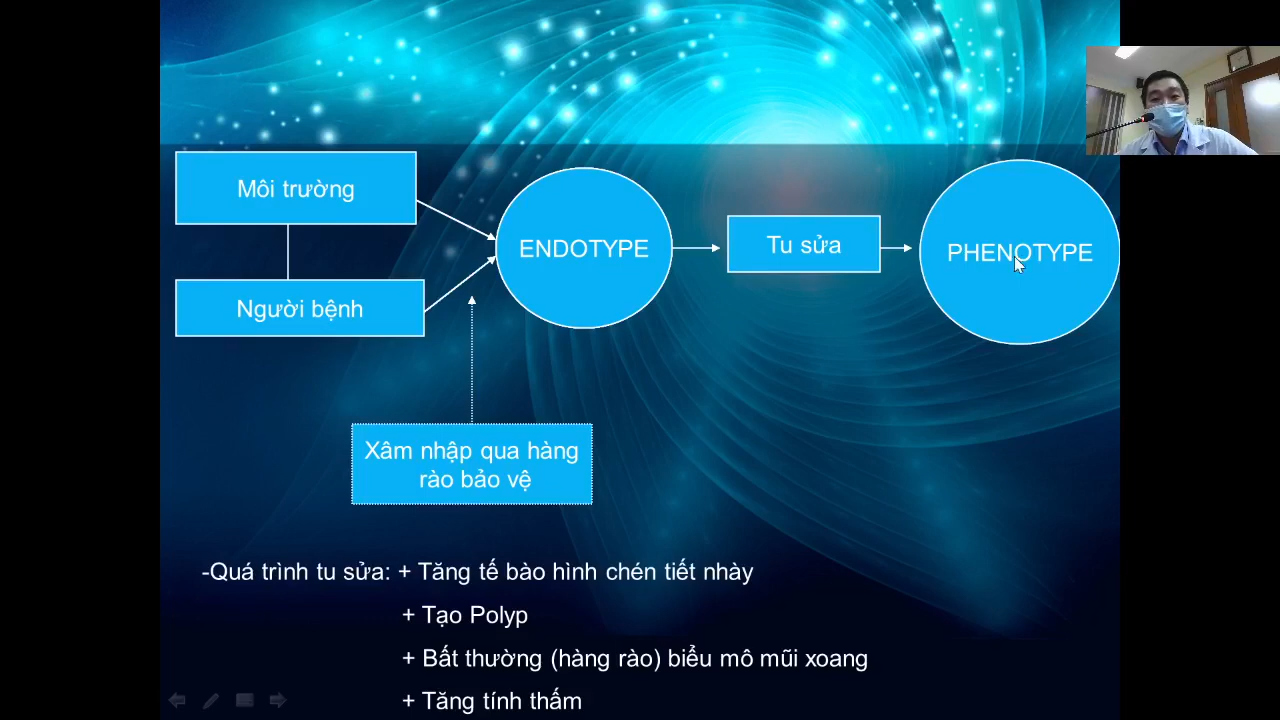 Môi trường
Người bệnh
ENDOTYPE
Tu sửa
PHENOTYPE
Xâm nhập qua hàng
rào bảo vệ
-Quá trình tu sửa: + Tăng tế bào hình chén tiết nhày
+ Tạo Polyp
+ Bất thường (hàng rào) biểu mô mũi xoang
+ Tăng tính thấm